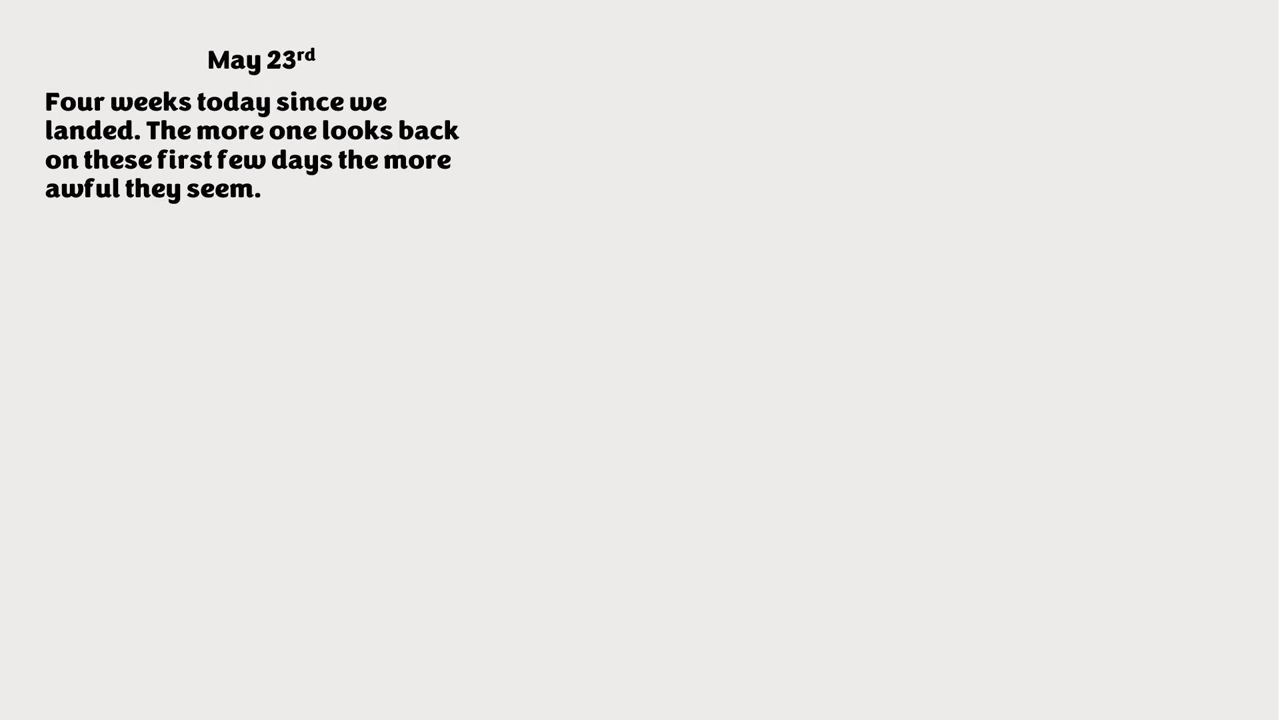 May 23rd
Four weeks today since we
landed. The more one looks back
on these first few days the more
awful they seem.